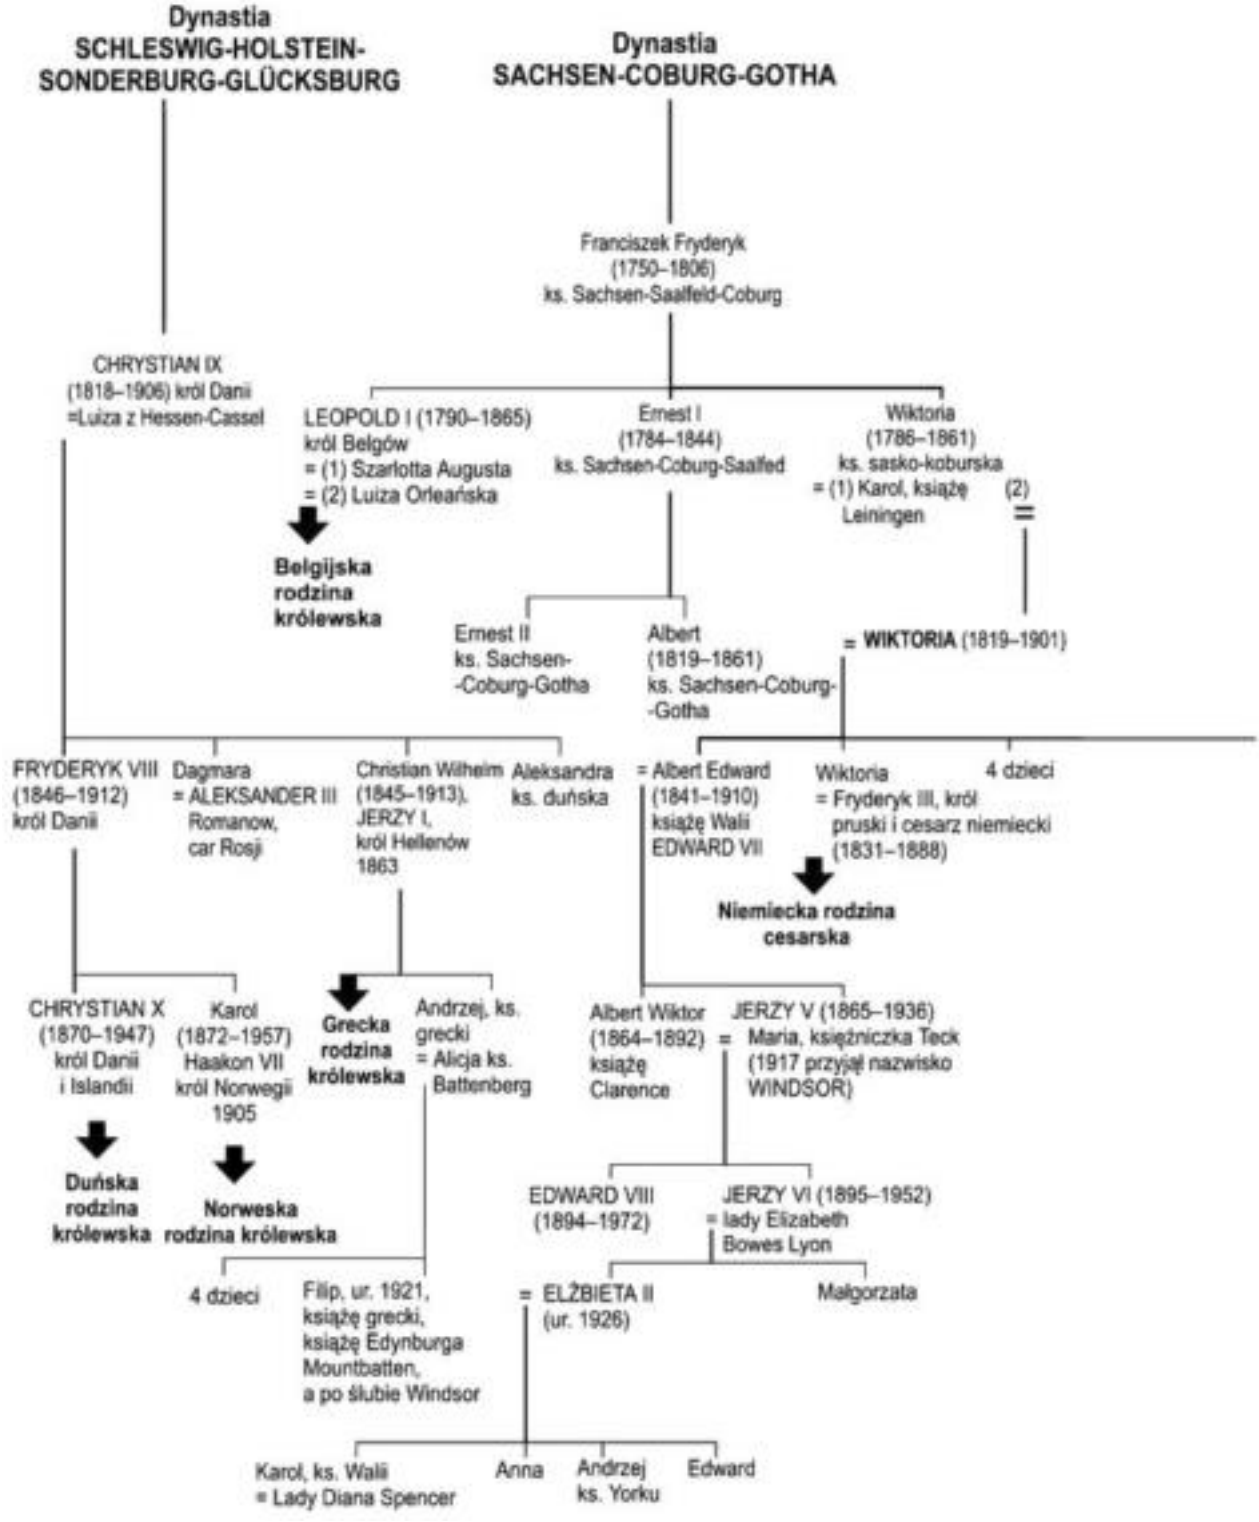 Dynastia
SCHLESWIG-HOLSTEIN-
SONDERBURG-GLÜCKSBURG
Dynastia
SACHSEN-COBURG-GOTHA
Franciszek Fryderyk
(1750–1806)
ks. Sachsen-Saalfeld-Coburg
CHRYSTIAN IX
(1818–1906) król Danii
=Luiza z Hessen-Cassel
LEOPOLD I (1790–1865)
król Belgów
= (1) Szarlotta Augusta
= (2) Luiza Orleańska
Belgijska
rodzina
królewska
Ernest I
(1784–1844)
ks. Sachsen-Coburg-Saalfed
Wiktoria
(1786–1861)
ks. sasko-koburska
= (1) Karol, książę
Leiningen
(2)
=
Ernest II
ks. Sachsen-
-Coburg-Gotha
Albert
(1819–1861)
ks. Sachsen-Coburg-
-Gotha
= WIKTORIA (1819–1901)
FRYDERYK VIII
(1846–1912)
król Danii
Dagmara
= ALEKSANDER III
Romanow,
car Rosji
Christian Wilhelm
(1845–1913),
JERZY I,
król Hellenów
1863
Aleksandra
ks. duńska
= Albert Edward
(1841–1910)
książę Walii
EDWARD VII
Wiktoria
= Fryderyk III, król
pruski i cesarz niemiecki
(1831–1888)
4 dzieci
Niemiecka rodzina
cesarska
CHRYSTIAN X
(1870–1947)
król Danii
i Islandii
Karol
(1872–1957)
Haakon VII
król Norwegii
1905
Grecka
rodzina
królewska
Andrzej, ks.
grecki
= Alicja ks.
Battenberg
Albert Wiktor
(1864–1892)
książę
Clarence
JERZY V (1865–1936)
= Maria, księżniczka Teck
(1917 przyjął nazwisko
WINDSOR)
Duńska
rodzina
królewska
Norweska
rodzina królewska
EDWARD VIII
(1894–1972)
JERZY VI (1895–1952)
= lady Elizabeth
Bowes Lyon
4 dzieci
Filip, ur. 1921,
książę grecki,
książę Edynburga
Mountbatten,
a po ślubie Windsor
= ELŻBIETA II
(ur. 1926)
Małgorzata
Karol, ks. Walii
= Lady Diana Spencer
Anna
Andrzej
ks. Yorku
Edward